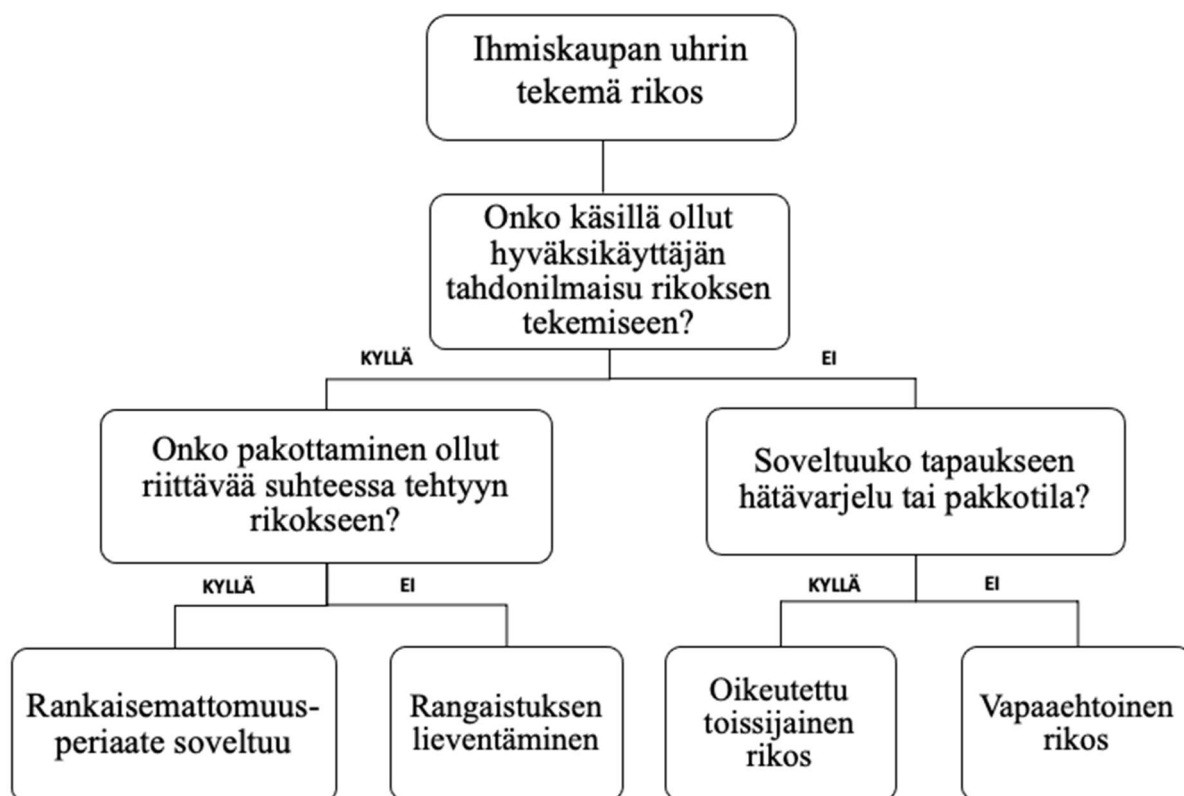 Ihmiskaupan uhrin
tekemä rikos
Onko käsillä ollut
hyväksikäyttäjän
tahdonilmaisu rikoksen
tekemiseen?
KYLLÄ
EI
Onko pakottaminen ollut
riittävää suhteessa tehtyyn
rikokseen?
Soveltuuko tapaukseen
hätävarjelu tai pakkotila?
KYLLÄ
EI
KYLLÄ
EI
Rankaisemattomuus-
periaate soveltuu
Rangaistuksen
lieventäminen
Oikeutettu
toissijainen
rikos
Vapaaehtoinen
rikos